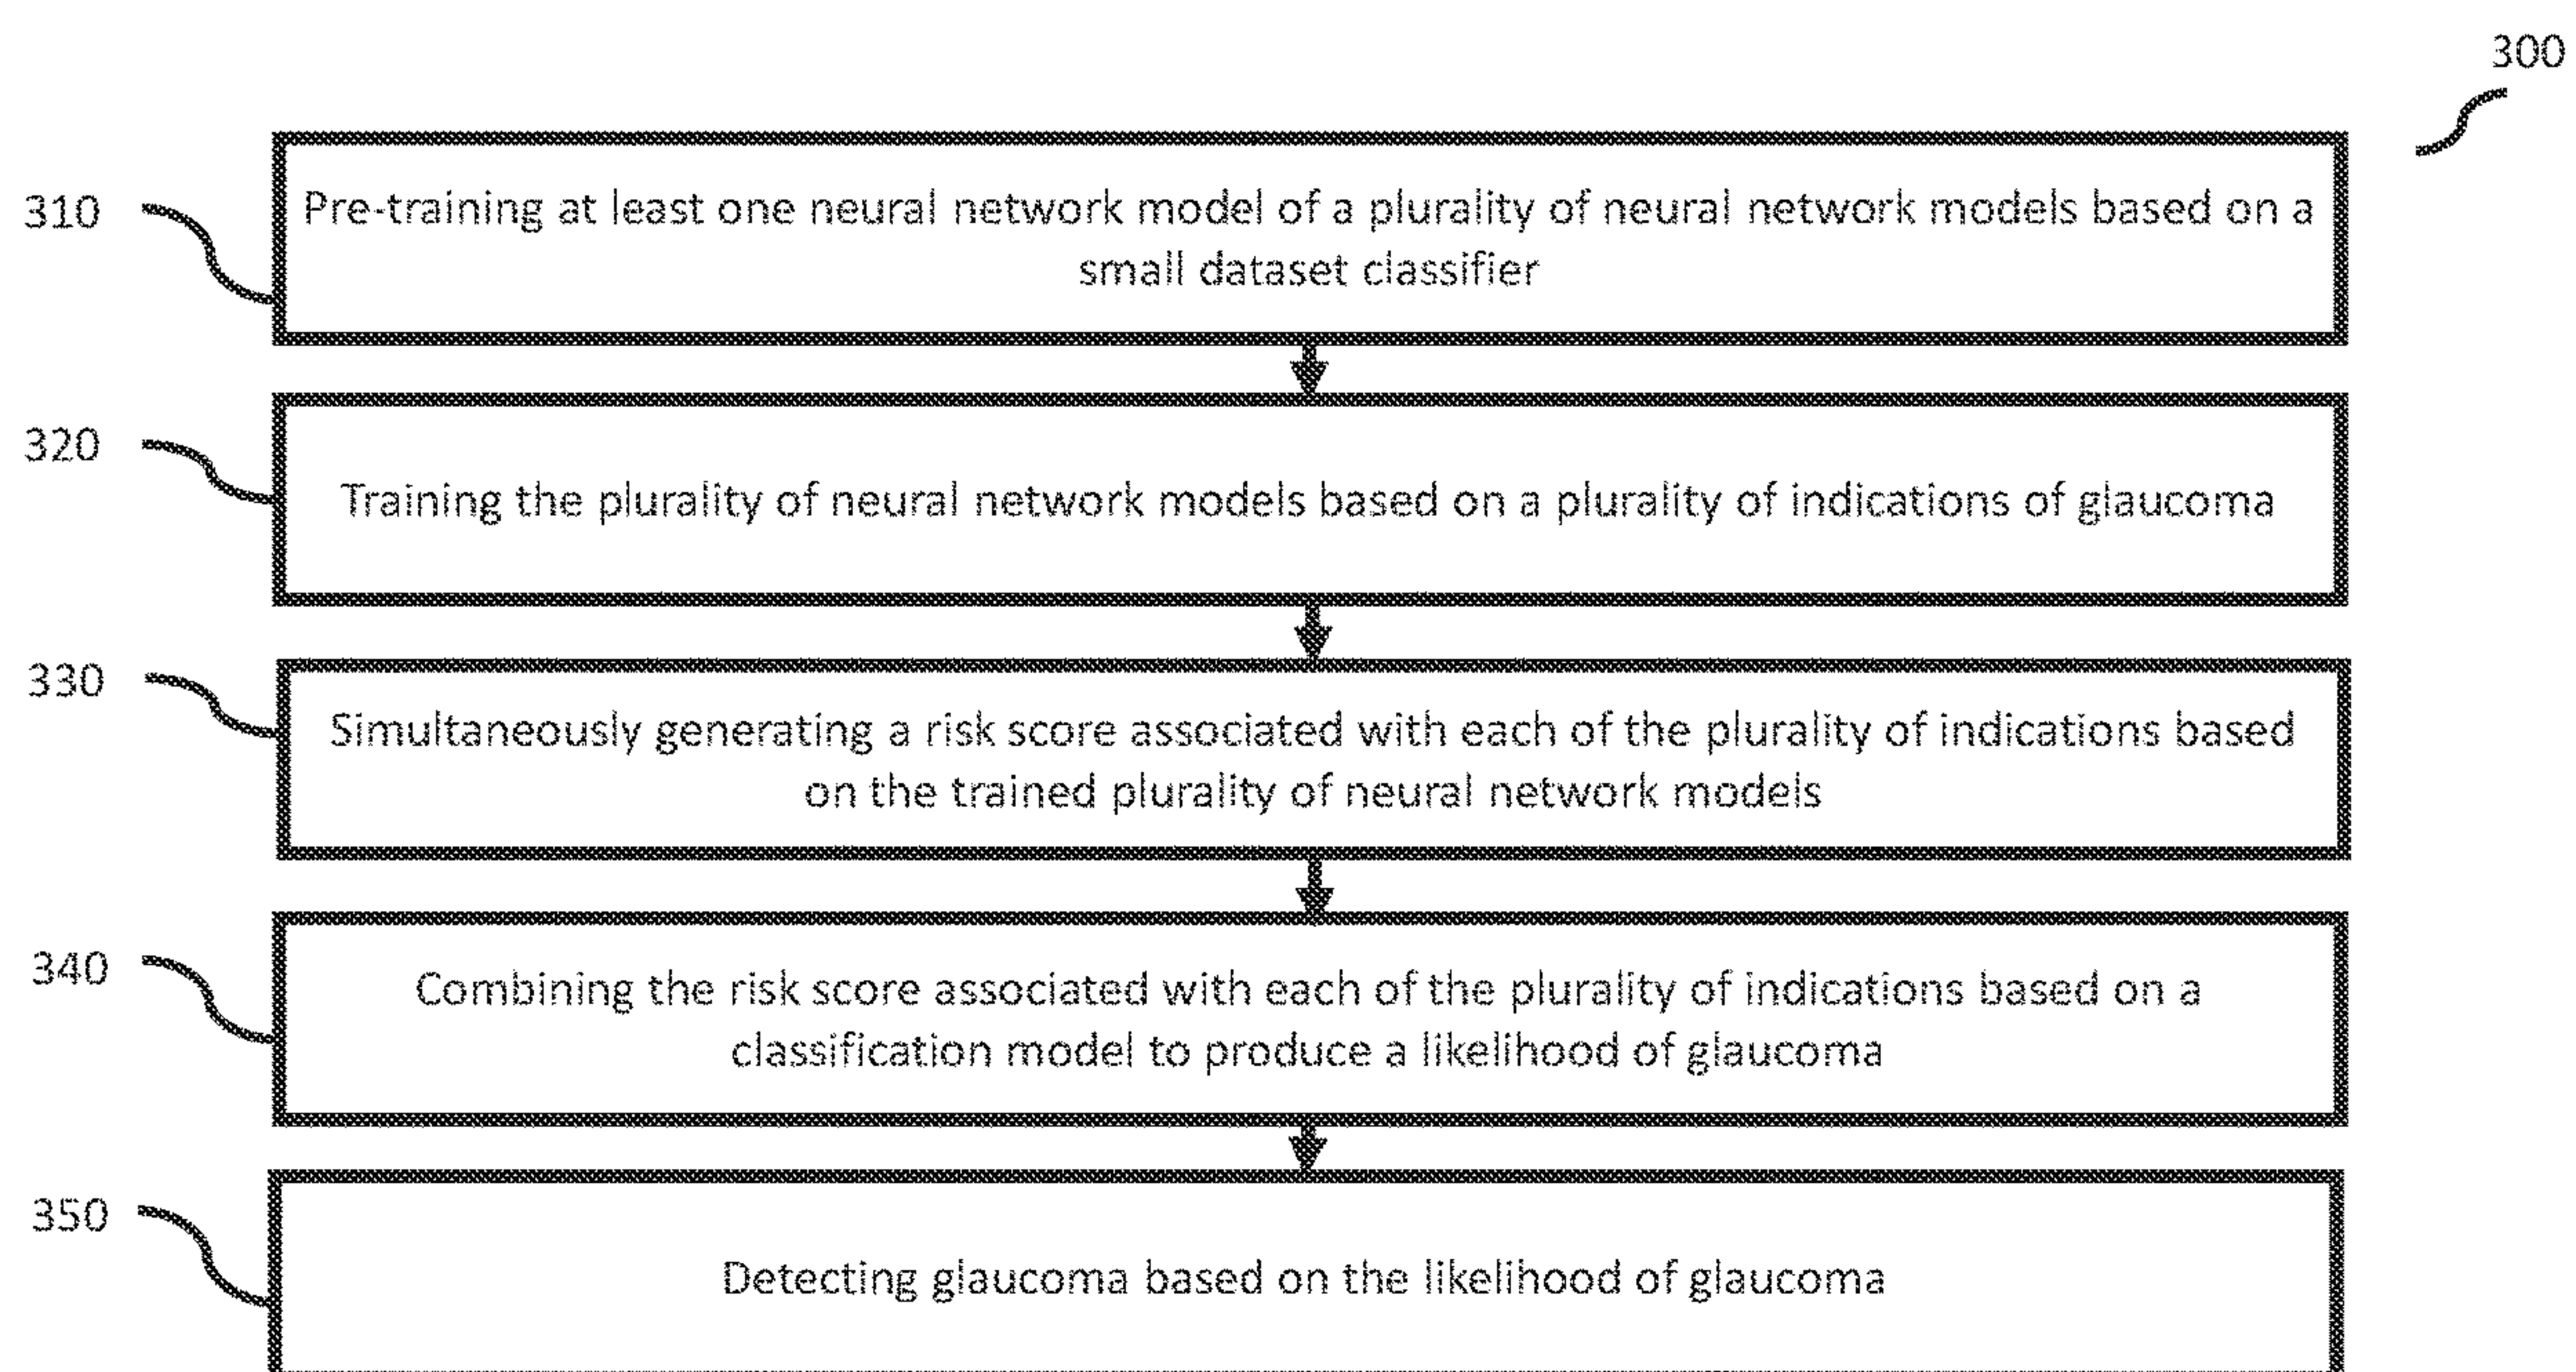 300
310
Pre-training at least one neural network model of a plurality of neural network models based on a
small dataset classifier
320
Training the plurality of neural network models based on a plurality of indications of glaucoma
330
Simultaneously generating a risk score associated with each of the plurality of indications based
on the trained plurality of neural network models
340
Combining the risk score associated with each of the plurality of indications based on a
classification model to produce a likelihood of glaucoma
350
Detecting glaucoma based on the likelihood of glaucoma